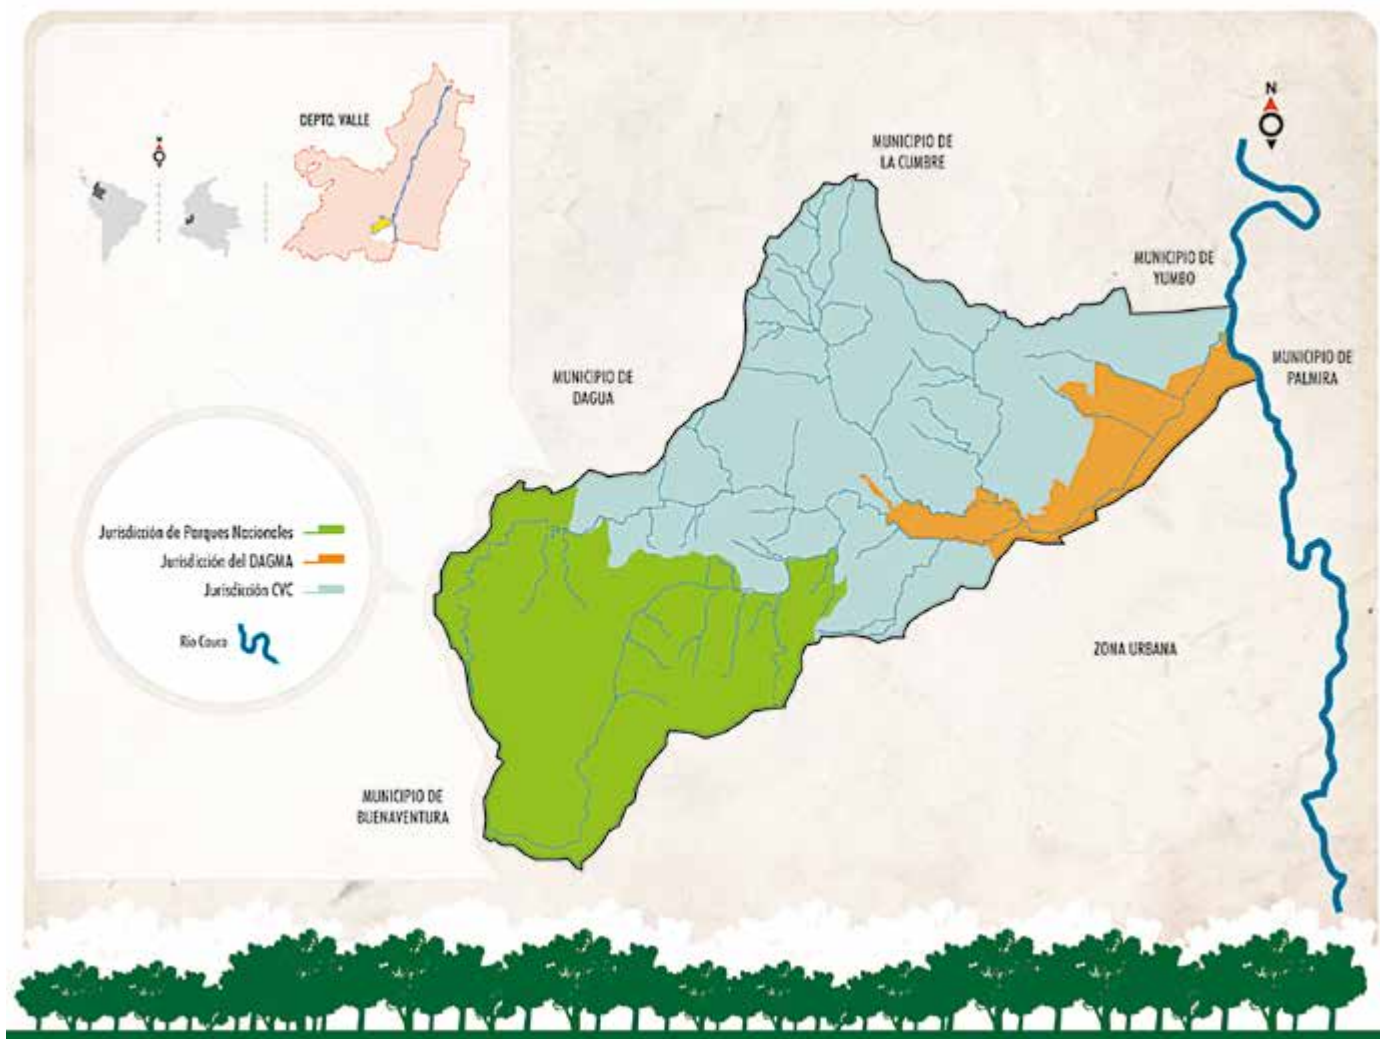 DEPTO. VALLE
N
MUNICIPIO DE
LA CUMBRE
MUNICIPIO DE
YUMBO
MUNICIPIO DE
PALMIRA
MUNICIPIO DE
DAGUA
Jurisdicción de Parques Nacionales
Jurisdicción del DAGMA
Jurisdicción CVC
Río Cauca
ZONA URBANA
MUNICIPIO DE
BUENAVENTURA